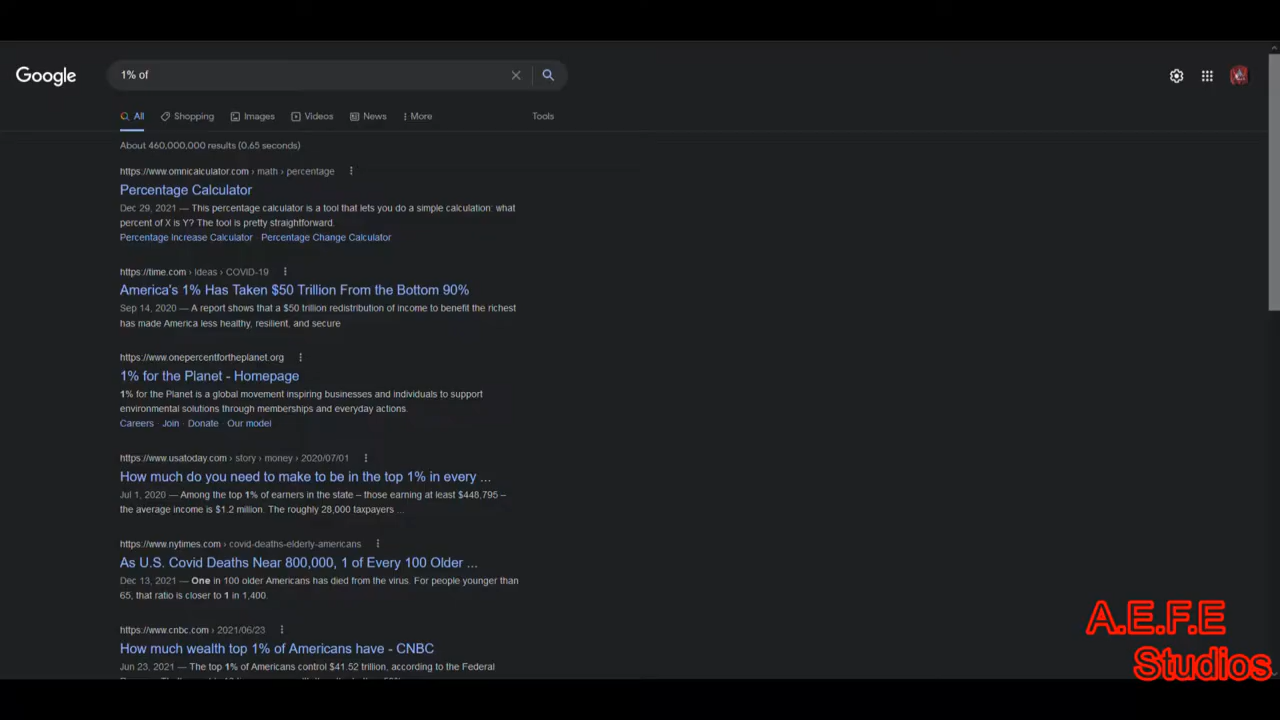 Google
1% of
All Shopping Images Videos News More Tools
About 460,000,000 results (0.65 seconds)
https://www.omnicalculator.com › math › percentage
Percentage Calculator
Dec 29, 2021 — This percentage calculator is a tool that lets you do a simple calculation: what
percent of X is Y? The tool is pretty straightforward.
Percentage Increase Calculator · Percentage Change Calculator
https://time.com › Ideas › COVID-19
America's 1% Has Taken $50 Trillion From the Bottom 90%
Sep 14, 2020 — A report shows that a $50 trillion redistribution of income to benefit the richest
has made America less healthy, resilient, and secure
https://www.onepercentfortheplanet.org
1% for the Planet - Homepage
1% for the Planet is a global movement inspiring businesses and individuals to support
environmental solutions through memberships and everyday actions.
Careers · Join · Donate · Our model
https://www.usatoday.com › story › money › 2020/07/01
How much do you need to make to be in the top 1% in every ...
Jul 1, 2020 — Among the top 1% of earners in the state – those earning at least $448,795 –
the average income is $1.2 million. The roughly 28,000 taxpayers ...
https://www.nytimes.com › covid-deaths-elderly-americans
As U.S. Covid Deaths Near 800,000, 1 of Every 100 Older ...
Dec 13, 2021 — One in 100 older Americans has died from the virus. For people younger than
65, that ratio is closer to 1 in 1,400.
https://www.cnbc.com › 2021/06/23
How much wealth top 1% of Americans have - CNBC
Jun 23, 2021 — The top 1% of Americans control $41.52 trillion, according to the Federal
A.E.F.E
Studios